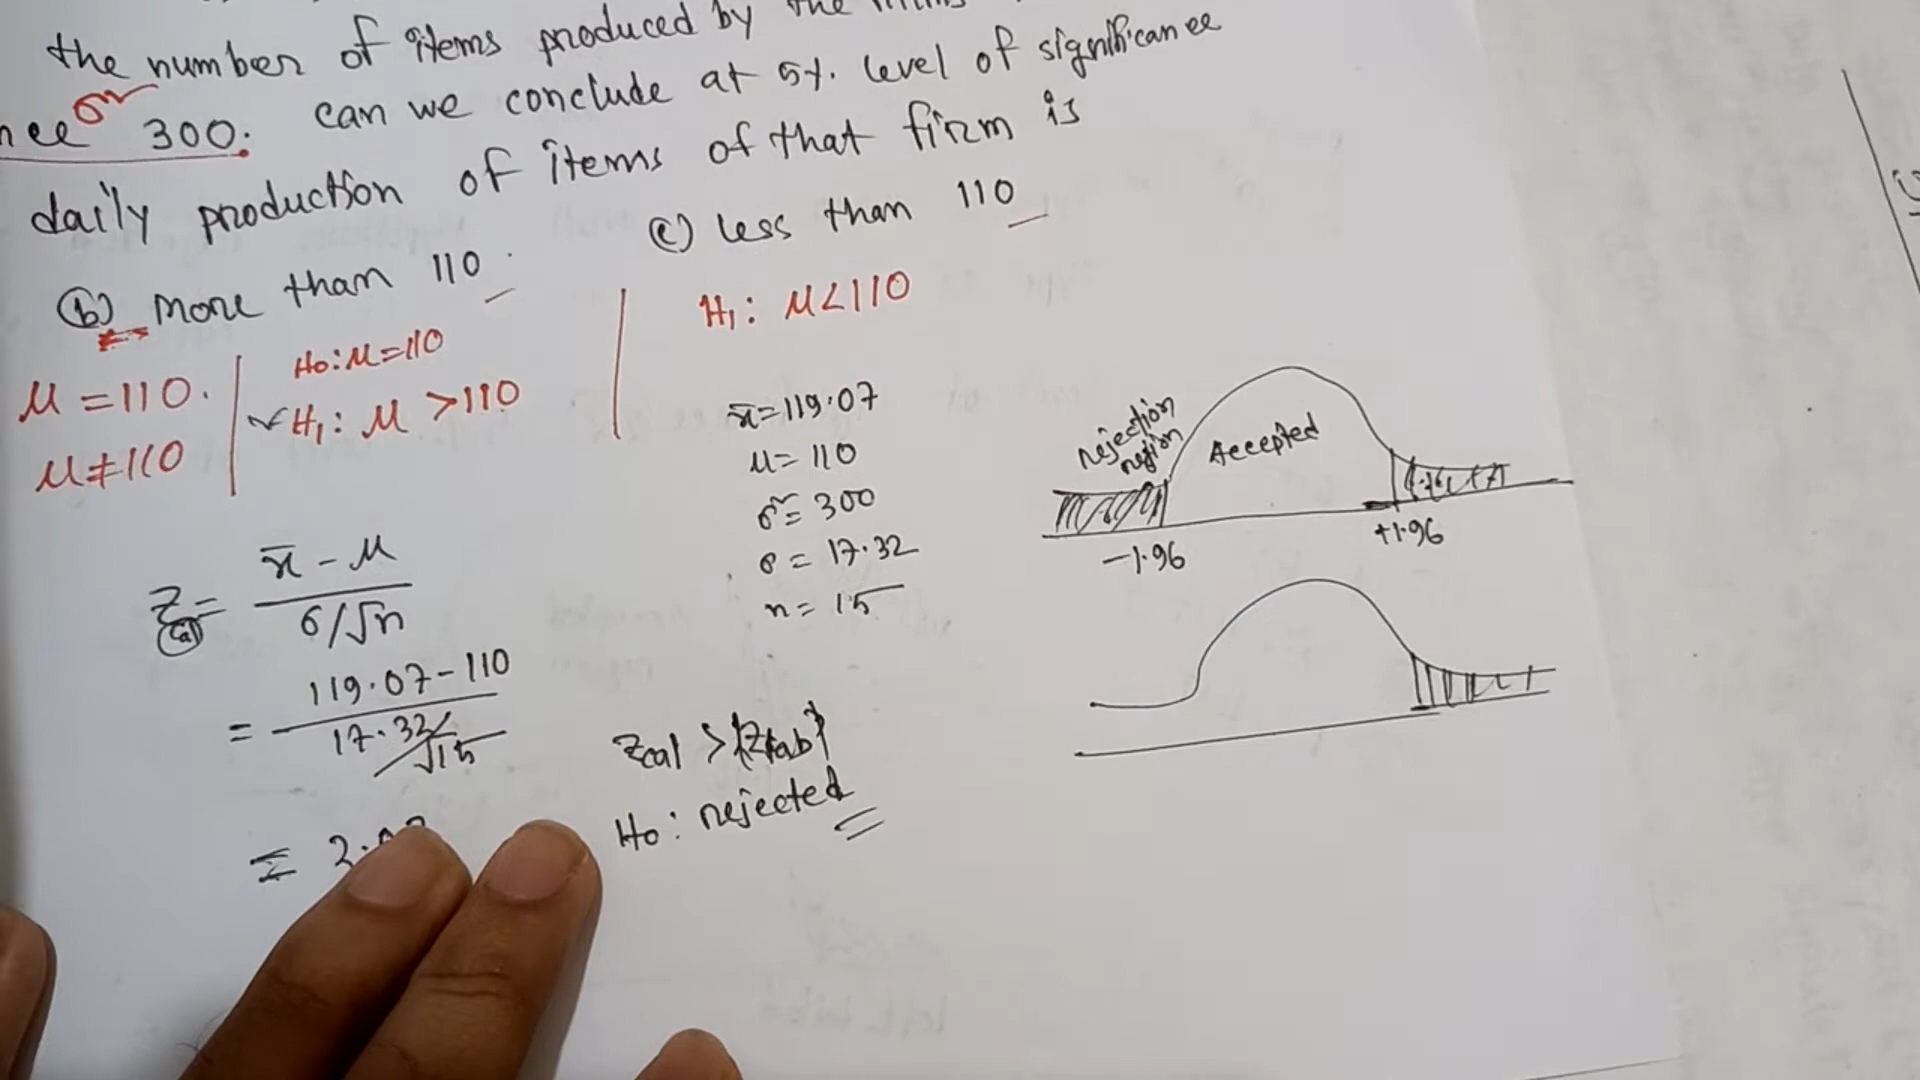 the number of items produced by the
σ²
300. can we conclude at 5%. level of significance
daily production of items of that firm is
(b) more than 110.
(c) less than 110
μ = 110.
μ ≠ 110
H₀: μ = 110
H₁: μ > 110
H₁: μ < 110
x̄ = 119.07
μ = 110
σ² = 300
σ = 17.32
n = 15
rejection
region
Accepted
-1.96
+1.96
Zcal = (x̄ - μ) / (σ/√n)
= (119.07 - 110) / (17.32/√15)
Zcal > |Ztab|
H₀: rejected